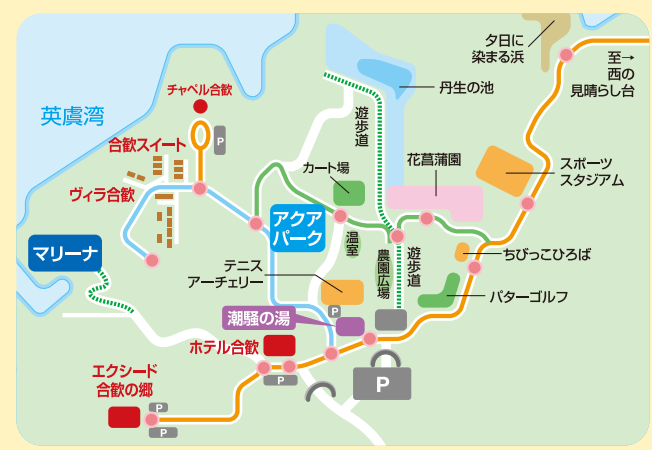 夕日に
染まる浜
至→
西の
見晴らし台
チャペル合歓
丹生の池
英虞湾
遊歩道
P
合歓スイート
カート場
花菖蒲園
スポーツ
スタジアム
ヴィラ合歓
アクア
パーク
温室
マリーナ
農園広場
遊歩道
ちびっこひろば
テニス
アーチェリー
パターゴルフ
P
潮騒の湯
ホテル合歓
エクシード
合歓の郷
P
P
P
P